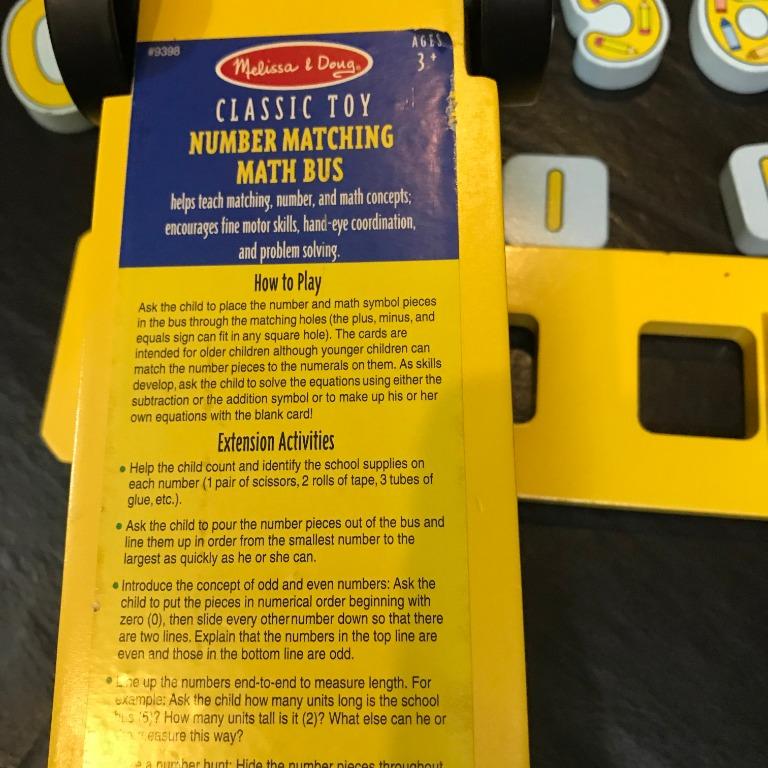 #9398
AGES
3+
Melissa & Doug®
CLASSIC TOY
NUMBER MATCHING
MATH BUS
helps teach matching, number, and math concepts;
encourages fine motor skills, hand-eye coordination,
and problem solving.
How to Play
Ask the child to place the number and math symbol pieces
in the bus through the matching holes (the plus, minus, and
equals sign can fit in any square hole). The cards are
intended for older children although younger children can
match the number pieces to the numerals on them. As skills
develop, ask the child to solve the equations using either the
subtraction or the addition symbol or to make up his or her
own equations with the blank card!
Extension Activities
• Help the child count and identify the school supplies on
each number (1 pair of scissors, 2 rolls of tape, 3 tubes of
glue, etc.).
• Ask the child to pour the number pieces out of the bus and
line them up in order from the smallest number to the
largest as quickly as he or she can.
• Introduce the concept of odd and even numbers: Ask the
child to put the pieces in numerical order beginning with
zero (0), then slide every other number down so that there
are two lines. Explain that the numbers in the top line are
even and those in the bottom line are odd.
• Line up the numbers end-to-end to measure length. For
example: Ask the child how many units long is the school
bus (5)? How many units tall is it (2)? What else can he or
measure this way?
a number hunt: Hide the number pieces throughout